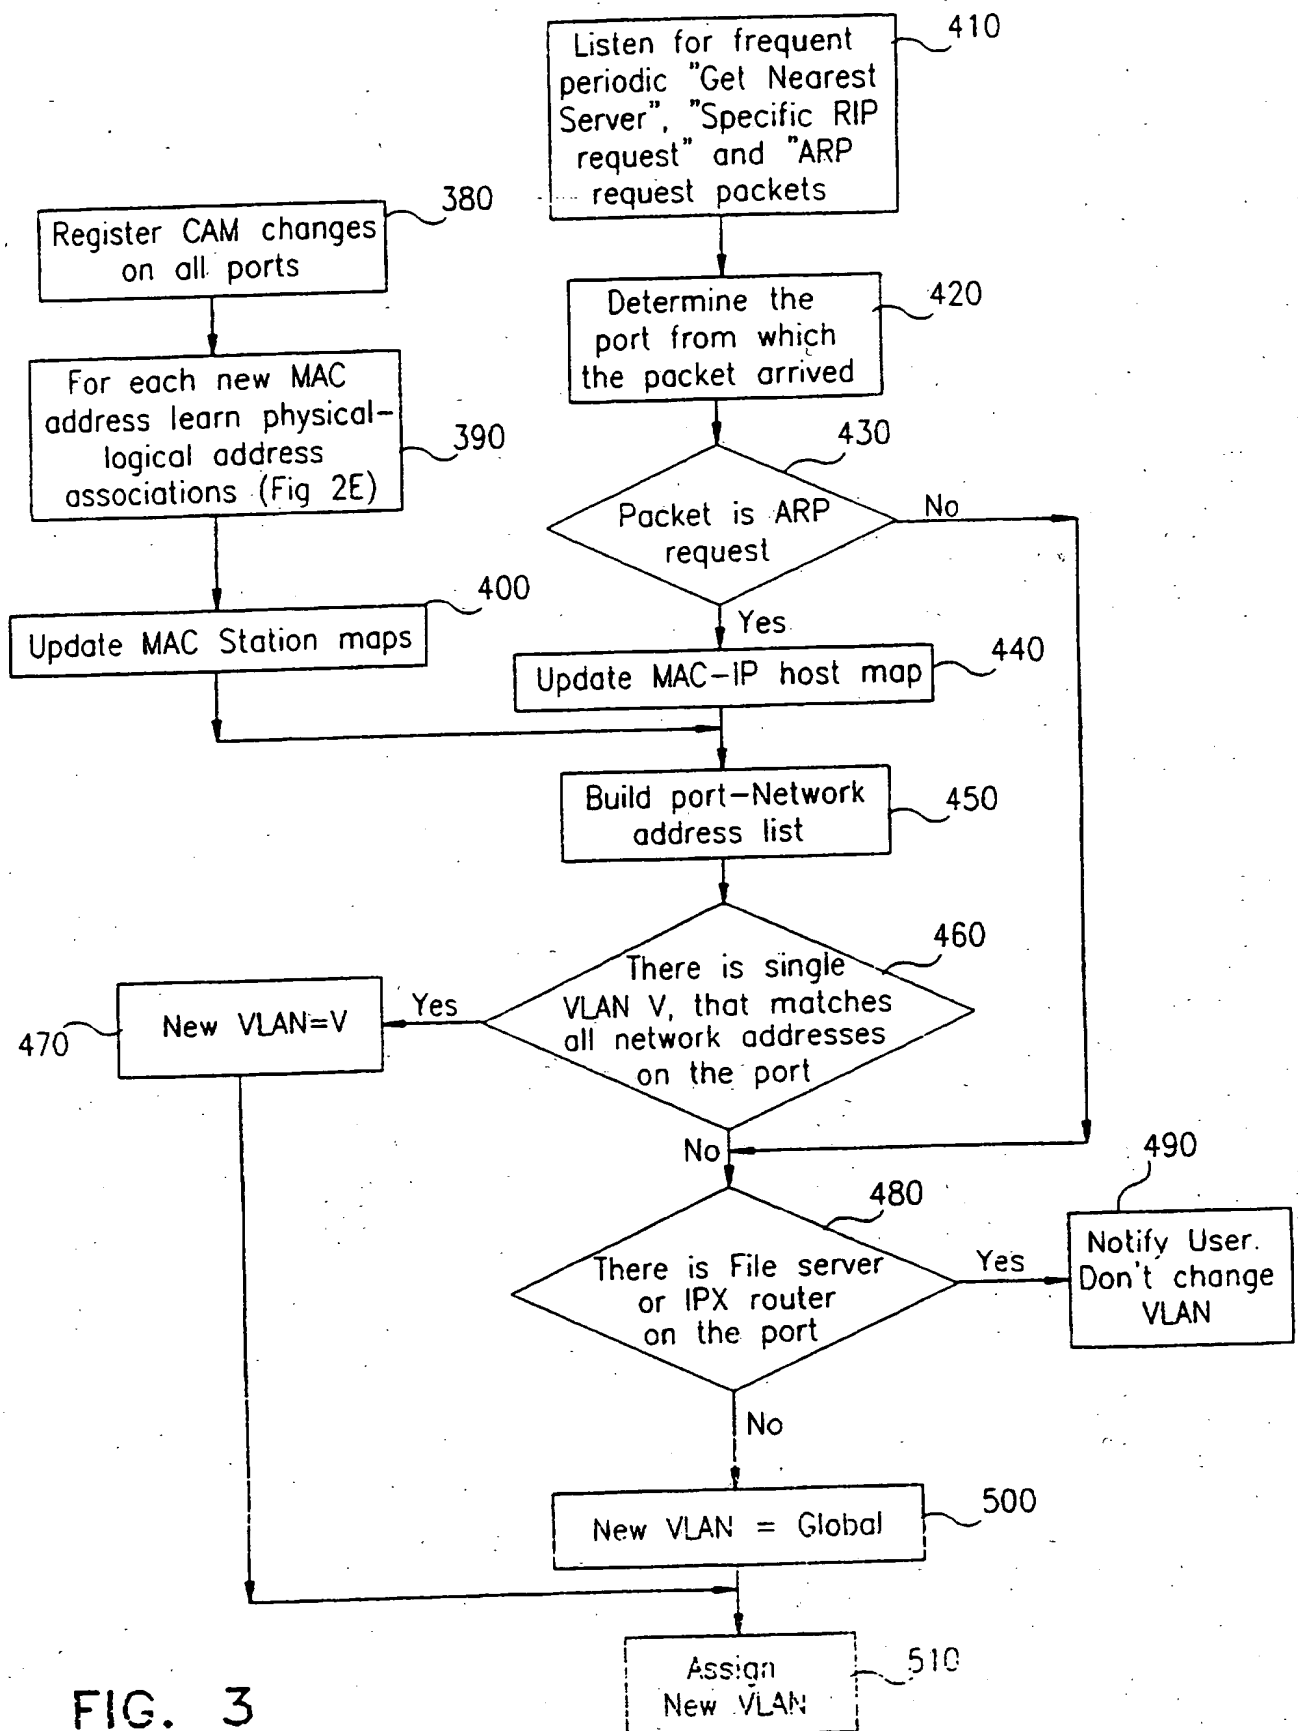 410
Listen for frequent
periodic "Get Nearest
Server", "Specific RIP
request" and "ARP
request packets
380
Register CAM changes
on all ports
420
Determine the
port from which
the packet arrived
For each new MAC
address learn physical-
logical address
associations (Fig 2E)
390
430
Packet is ARP
request
No
Yes
400
Update MAC Station maps
440
Update MAC-IP host map
450
Build port-Network
address list
460
There is single
VLAN V, that matches
all network addresses
on the port
Yes
New VLAN=V
470
No
490
Notify User.
Don't change
VLAN
480
There is File server
or IPX router
on the port
Yes
No
500
New VLAN = Global
510
Assign
New VLAN
FIG. 3